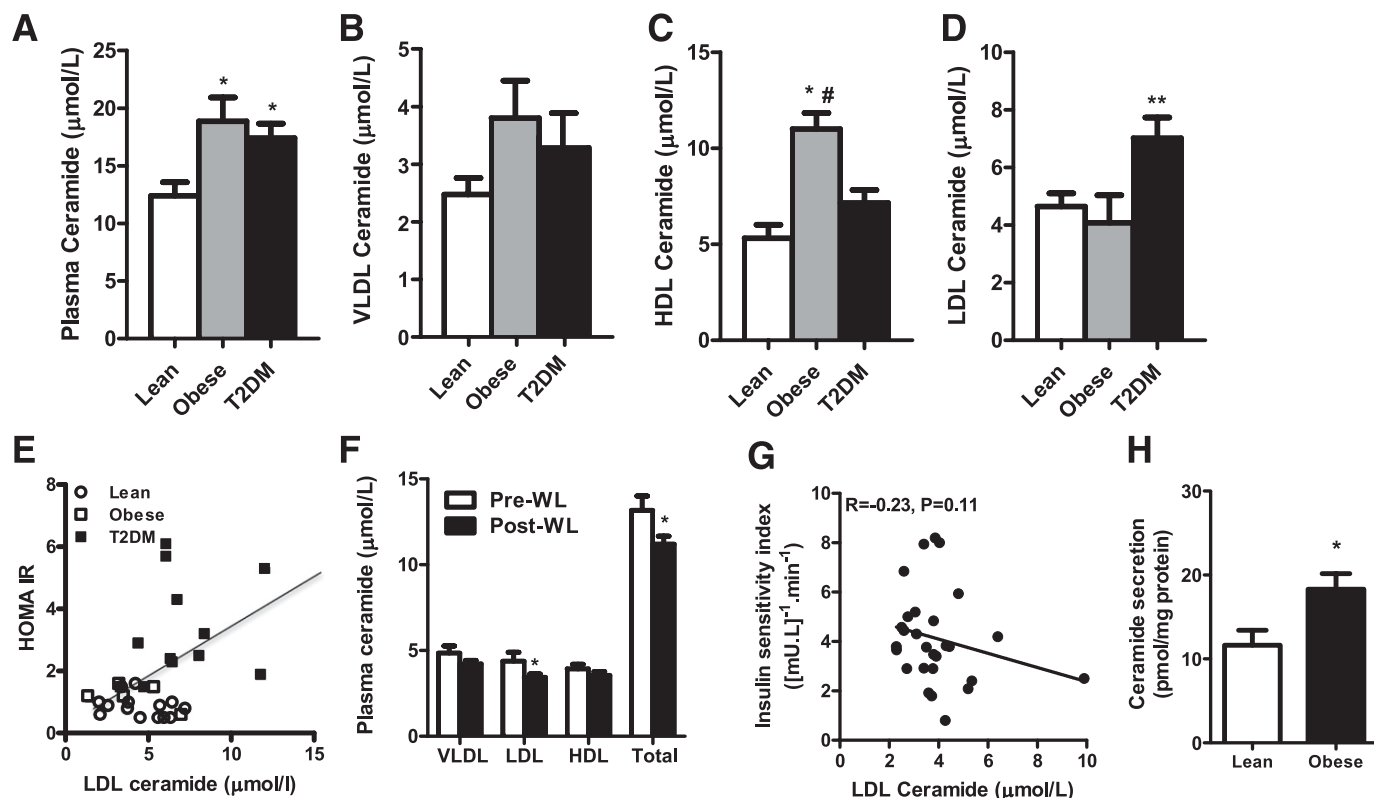 A
Plasma Ceramide (μmol/L)
25
20
15
10
5
0
*
*
Lean
Obese
T2DM
B
VLDL Ceramide (μmol/L)
5
4
3
2
1
0
Lean
Obese
T2DM
C
HDL Ceramide (μmol/L)
15
10
5
0
* #
Lean
Obese
T2DM
D
LDL Ceramide (μmol/L)
10
8
6
4
2
0
**
Lean
Obese
T2DM
E
HOMA IR
8
6
4
2
0
Lean
Obese
T2DM
0 5 10 15
LDL ceramide (μmol/l)
F
Plasma ceramide (μmol/L)
15
10
5
0
Pre-WL
Post-WL
*
*
VLDL LDL HDL Total
G
Insulin sensitivity index
([mU.L]⁻¹.min⁻¹)
10
8
6
4
2
0
R=-0.23, P=0.11
0 2 4 6 8 10
LDL Ceramide (μmol/L)
H
Ceramide secretion
(pmol/mg protein)
30
20
10
0
*
Lean Obese